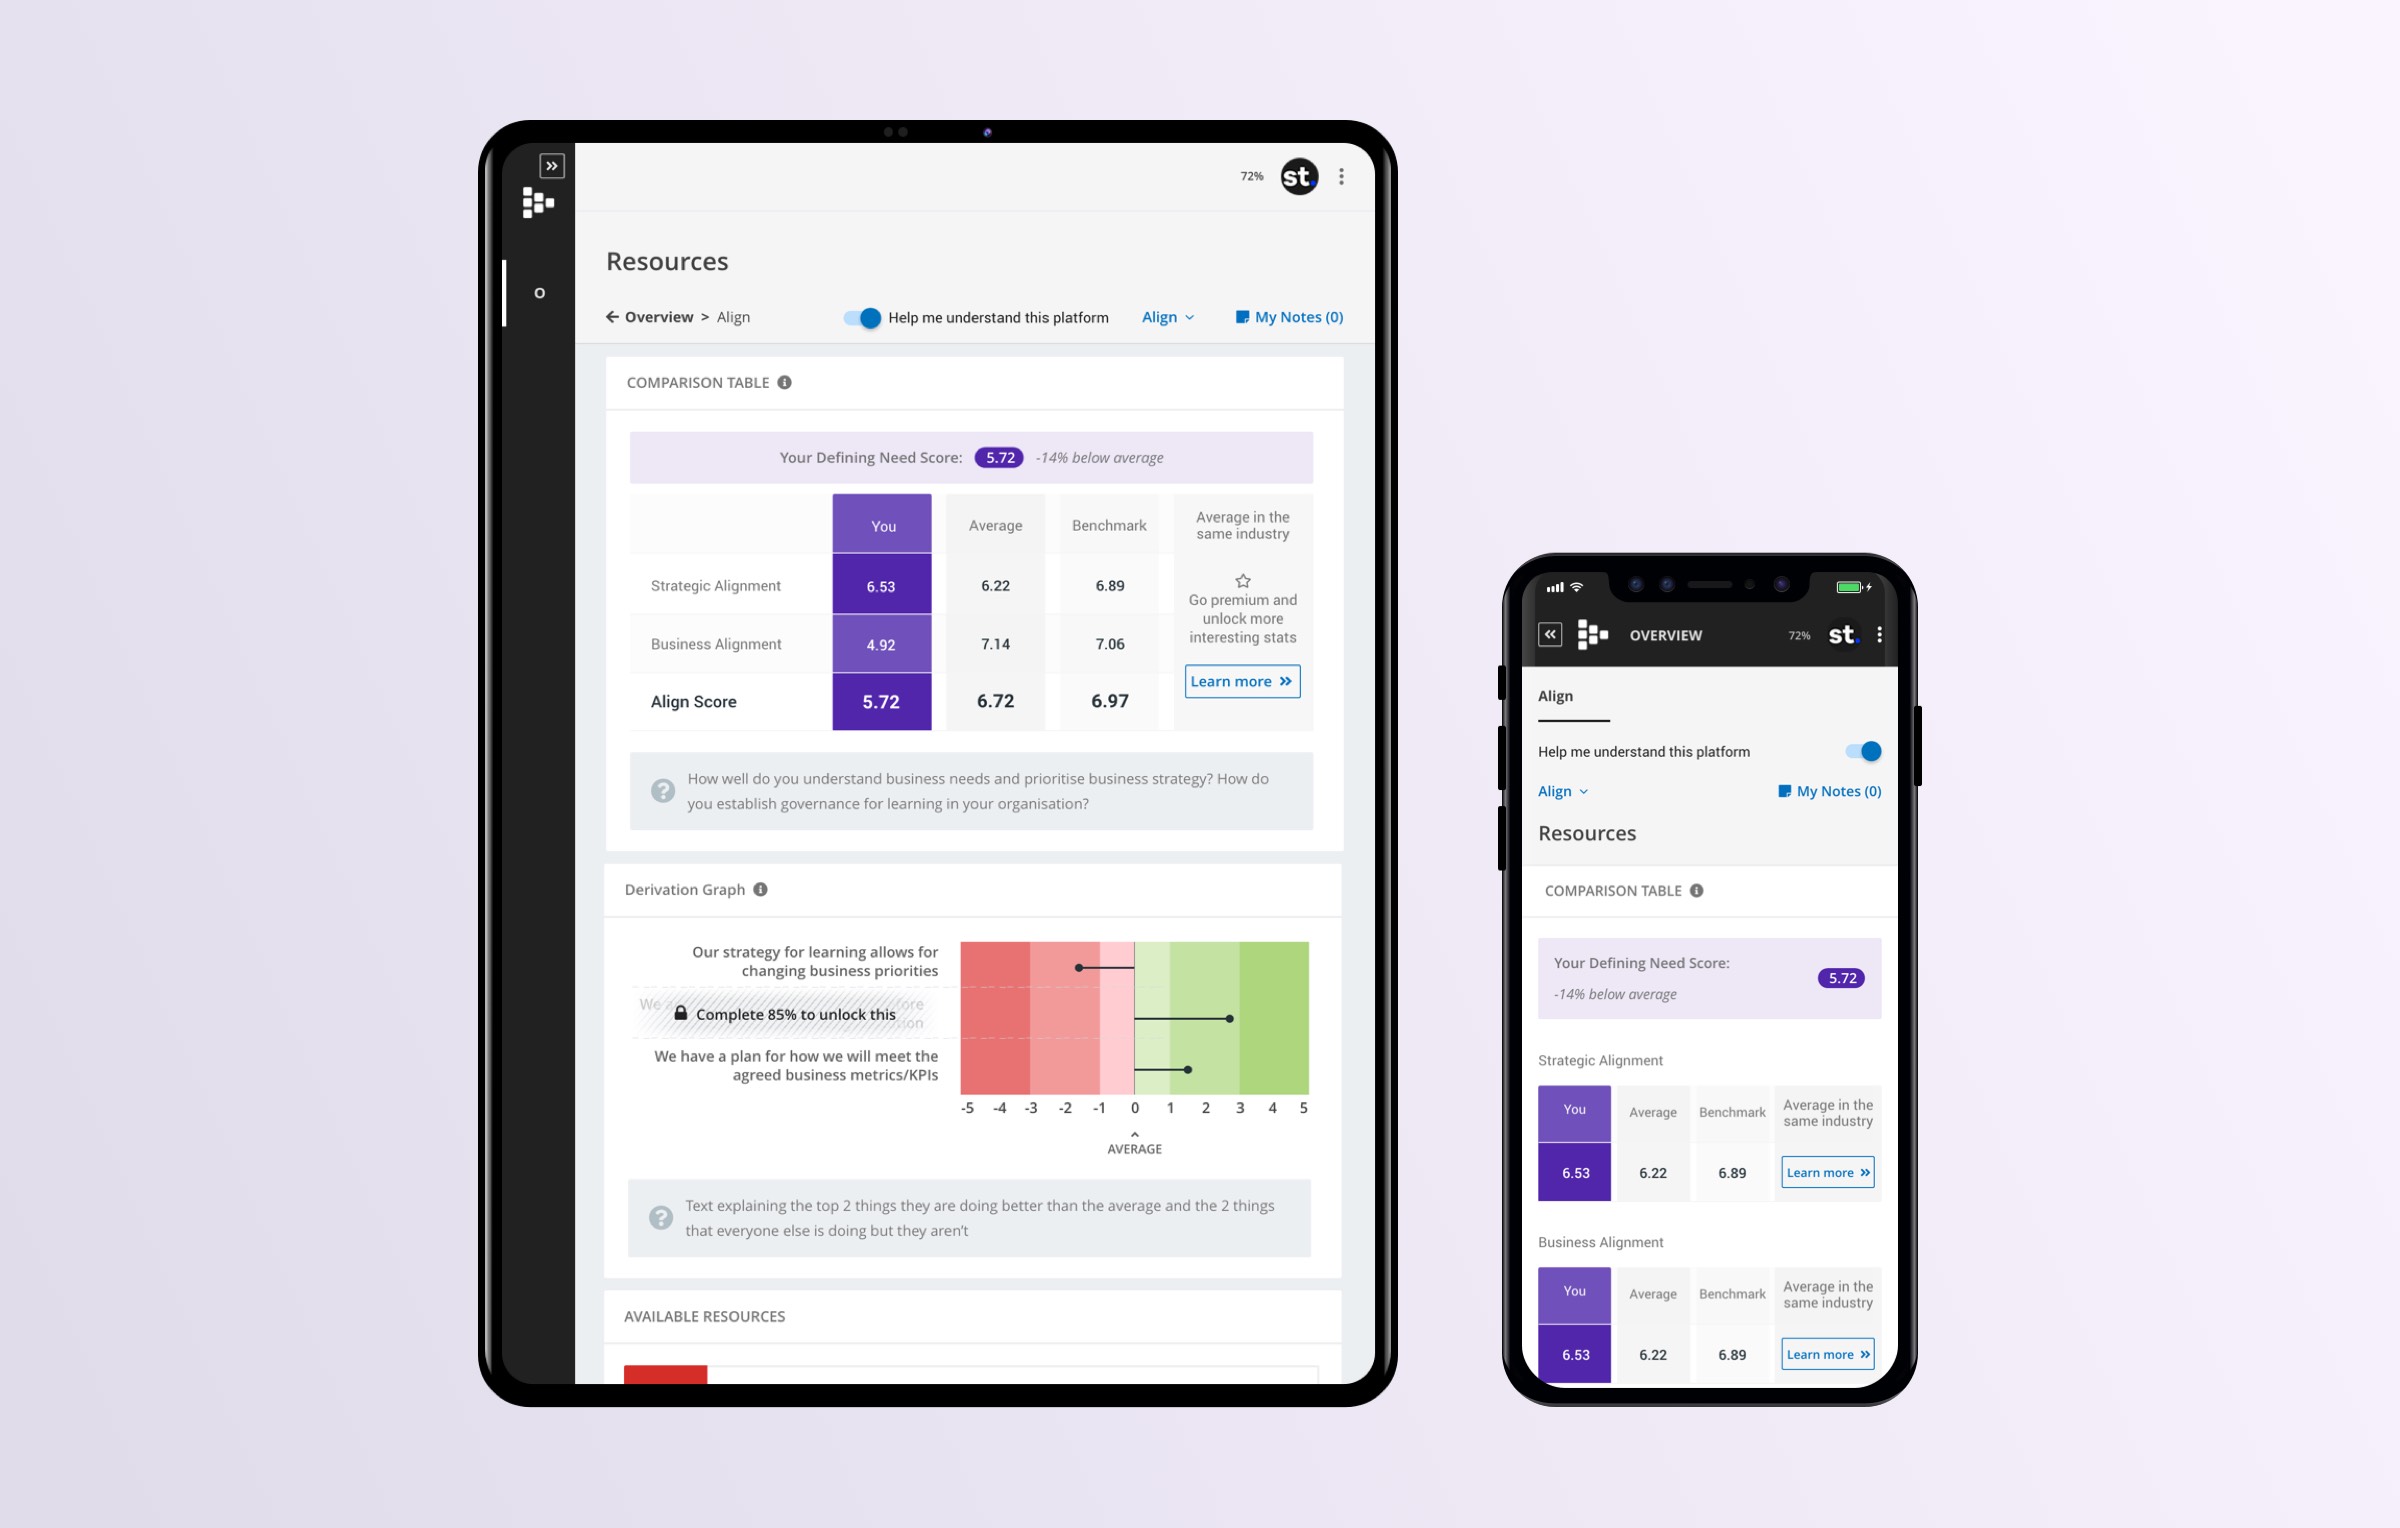 72%
st.
Resources
Overview > Align
Help me understand this platform
Align
My Notes (0)
O
COMPARISON TABLE
Your Defining Need Score: 5.72 -14% below average
You Average Benchmark Average in the
same industry
Strategic Alignment 6.53 6.22 6.89
Business Alignment 4.92 7.14 7.06
Align Score 5.72 6.72 6.97
Go premium and
unlock more
interesting stats
Learn more
How well do you understand business needs and prioritise business strategy? How do
you establish governance for learning in your organisation?
Derivation Graph
Our strategy for learning allows for
changing business priorities
We
Complete 85% to unlock this
We have a plan for how we will meet the
agreed business metrics/KPIs
-5 -4 -3 -2 -1 0 1 2 3 4 5
AVERAGE
Text explaining the top 2 things they are doing better than the average and the 2 things
that everyone else is doing but they aren't
AVAILABLE RESOURCES
OVERVIEW 72% st.
Align
Help me understand this platform
Align My Notes (0)
Resources
COMPARISON TABLE
Your Defining Need Score:
5.72
-14% below average
Strategic Alignment
You Average Benchmark Average in the
same industry
6.53 6.22 6.89 Learn more
Business Alignment
You Average Benchmark Average in the
same industry
6.53 6.22 6.89 Learn more